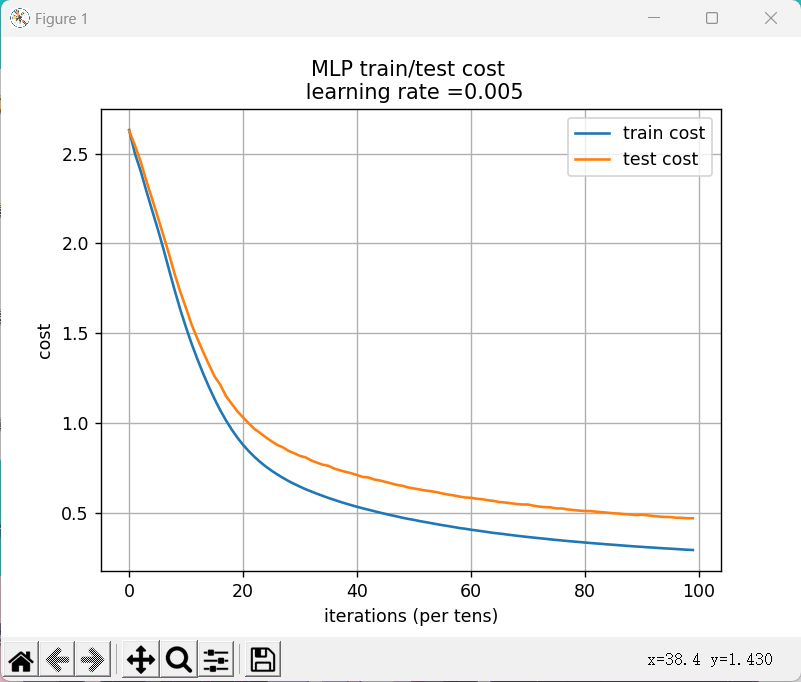 Figure 1
MLP train/test cost
learning rate =0.005
train cost
test cost
2.5
2.0
1.5
1.0
0.5
cost
0 20 40 60 80 100
iterations (per tens)
x=38.4 y=1.430